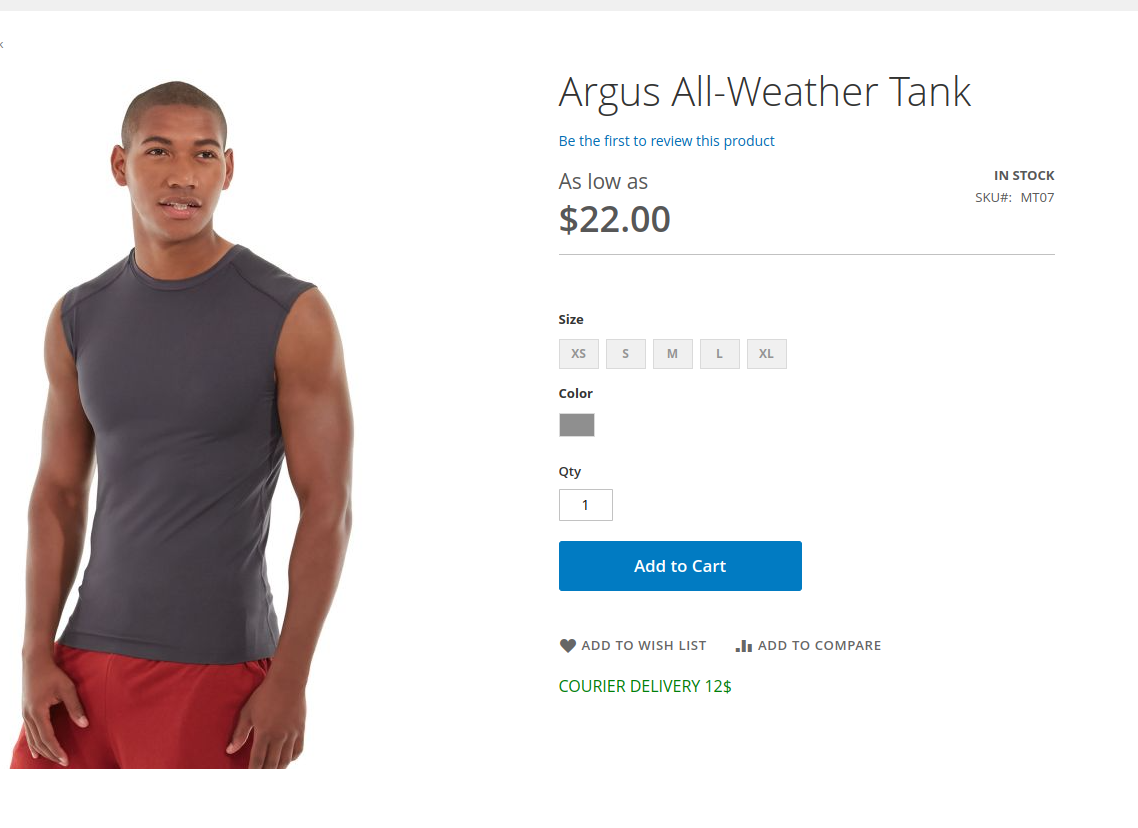 Argus All-Weather Tank
Be the first to review this product
As low as
$22.00
IN STOCK
SKU#: MT07
Size
XS S M L XL
Color
Qty
1
Add to Cart
ADD TO WISH LIST ADD TO COMPARE
COURIER DELIVERY 12$